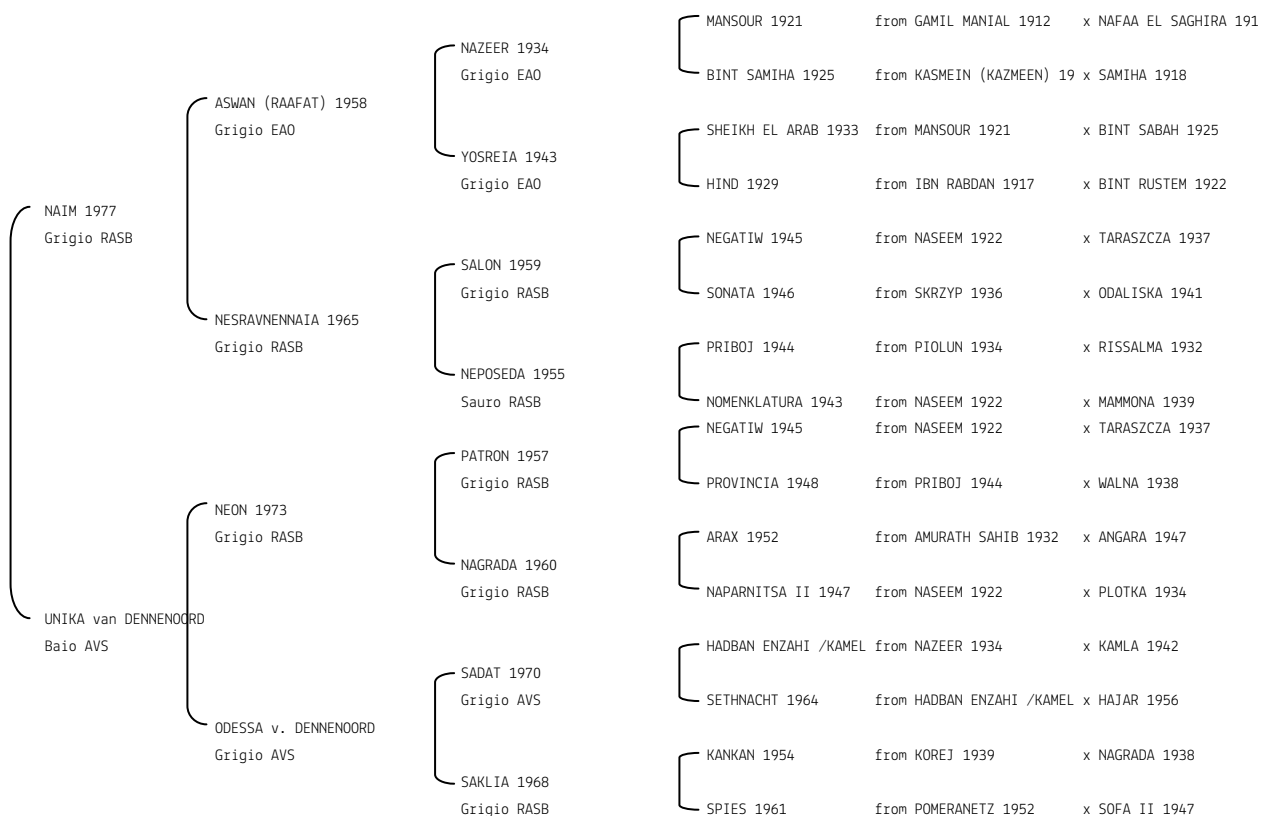 MANSOUR 1921 from GAMIL MANIAL 1912 x NAFAA EL SAGHIRA 191
NAZEER 1934
Grigio EAO
BINT SAMIHA 1925 from KASMEIN (KAZMEEN) 19 x SAMIHA 1918
ASWAN (RAAFAT) 1958
Grigio EAO
SHEIKH EL ARAB 1933 from MANSOUR 1921 x BINT SABAH 1925
YOSREIA 1943
Grigio EAO
HIND 1929 from IBN RABDAN 1917 x BINT RUSTEM 1922
NAIM 1977
Grigio RASB
NEGATIW 1945 from NASEEM 1922 x TARASZCZA 1937
SALON 1959
Grigio RASB
SONATA 1946 from SKRZYP 1936 x ODALISKA 1941
NESRAVNENNAIA 1965
Grigio RASB
PRIBOJ 1944 from PIOLUN 1934 x RISSALMA 1932
NEPOSEDA 1955
Sauro RASB
NOMENKLATURA 1943 from NASEEM 1922 x MAMMONA 1939
NEGATIW 1945 from NASEEM 1922 x TARASZCZA 1937
PATRON 1957
Grigio RASB
PROVINCIA 1948 from PRIBOJ 1944 x WALNA 1938
NEON 1973
Grigio RASB
ARAX 1952 from AMURATH SAHIB 1932 x ANGARA 1947
NAGRADA 1960
Grigio RASB
NAPARNITSA II 1947 from NASEEM 1922 x PLOTKA 1934
UNIKA van DENNENOORD
Baio AVS
HADBAN ENZAHI /KAMEL from NAZEER 1934 x KAMLA 1942
SADAT 1970
Grigio AVS
SETHNACHT 1964 from HADBAN ENZAHI /KAMEL x HAJAR 1956
ODESSA v. DENNENOORD
Grigio AVS
KANKAN 1954 from KOREJ 1939 x NAGRADA 1938
SAKLIA 1968
Grigio RASB
SPIES 1961 from POMERANETZ 1952 x SOFA II 1947